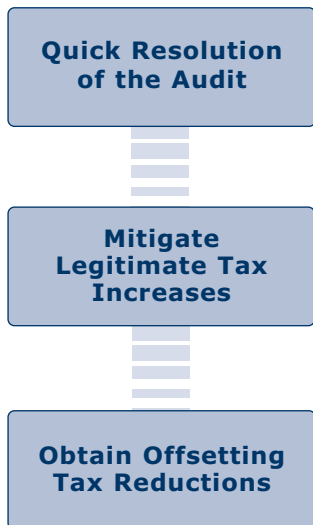 Quick Resolution
of the Audit
Mitigate
Legitimate Tax
Increases
Obtain Offsetting
Tax Reductions